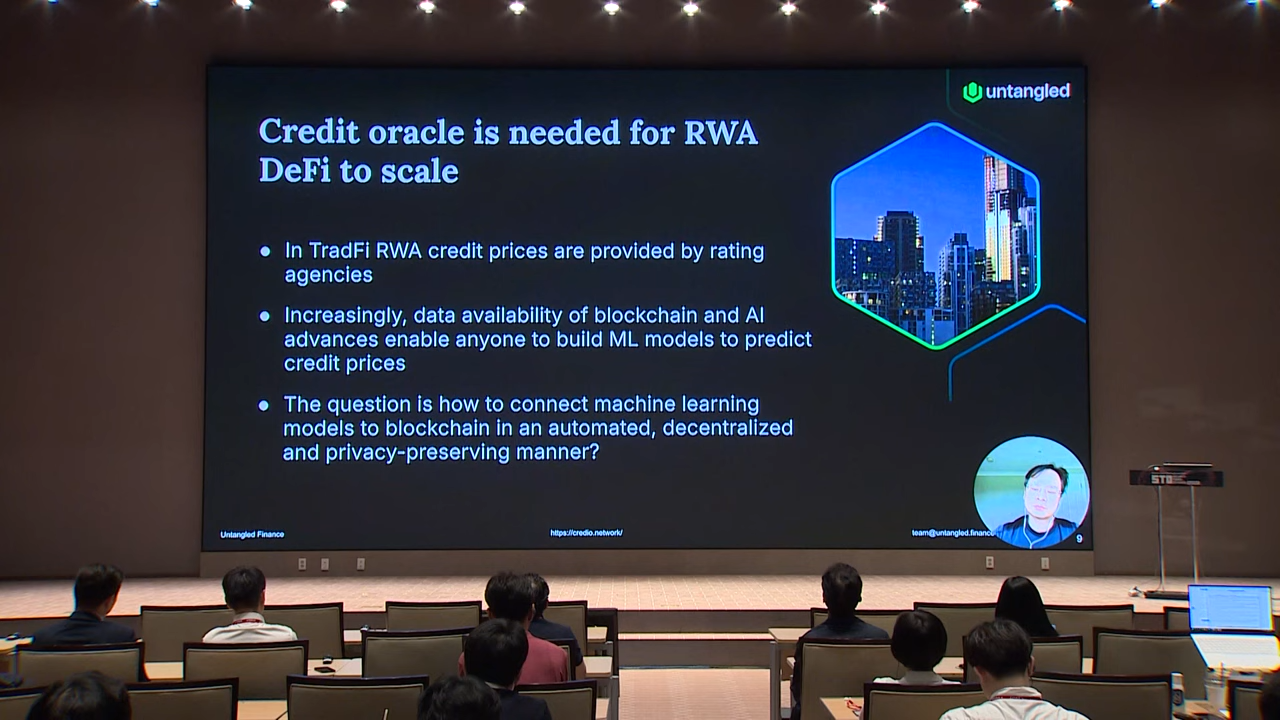 untangled
Credit oracle is needed for RWA
DeFi to scale
● In TradFi RWA credit prices are provided by rating
agencies
● Increasingly, data availability of blockchain and AI
advances enable anyone to build ML models to predict
credit prices
● The question is how to connect machine learning
models to blockchain in an automated, decentralized
and privacy-preserving manner?
Untangled Finance
https://credio.network/
team@untangled.finance
9
STO